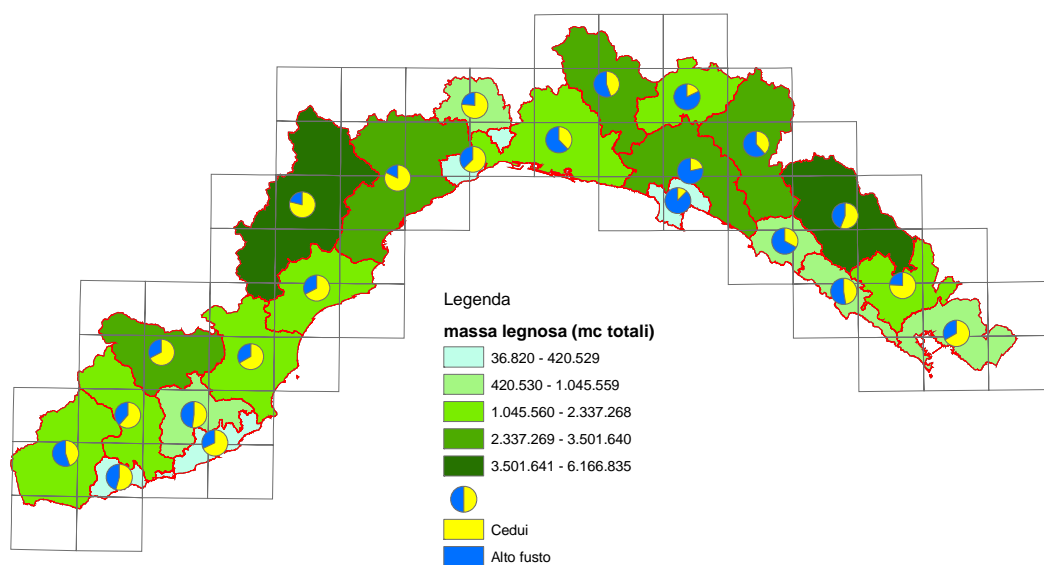 Legenda
massa legnosa (mc totali)
36.820 - 420.529
420.530 - 1.045.559
1.045.560 - 2.337.268
2.337.269 - 3.501.640
3.501.641 - 6.166.835
Cedui
Alto fusto